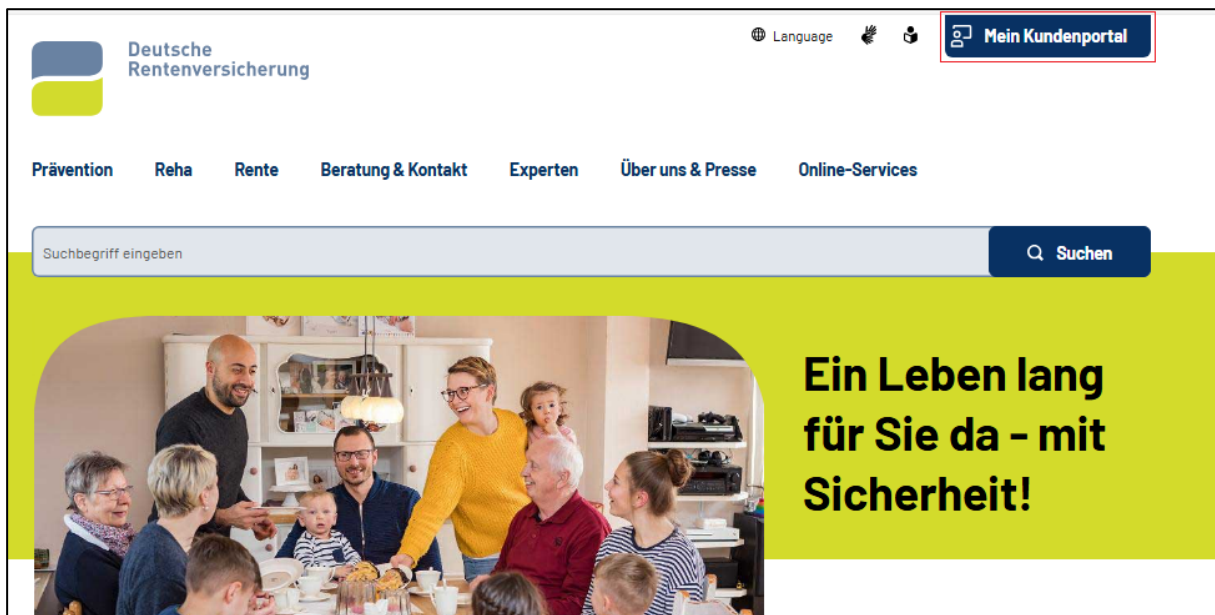 Deutsche
Rentenversicherung
Language
Mein Kundenportal
Prävention Reha Rente Beratung & Kontakt Experten Über uns & Presse Online-Services
Suchbegriff eingeben
Suchen
Ein Leben lang
für Sie da - mit
Sicherheit!